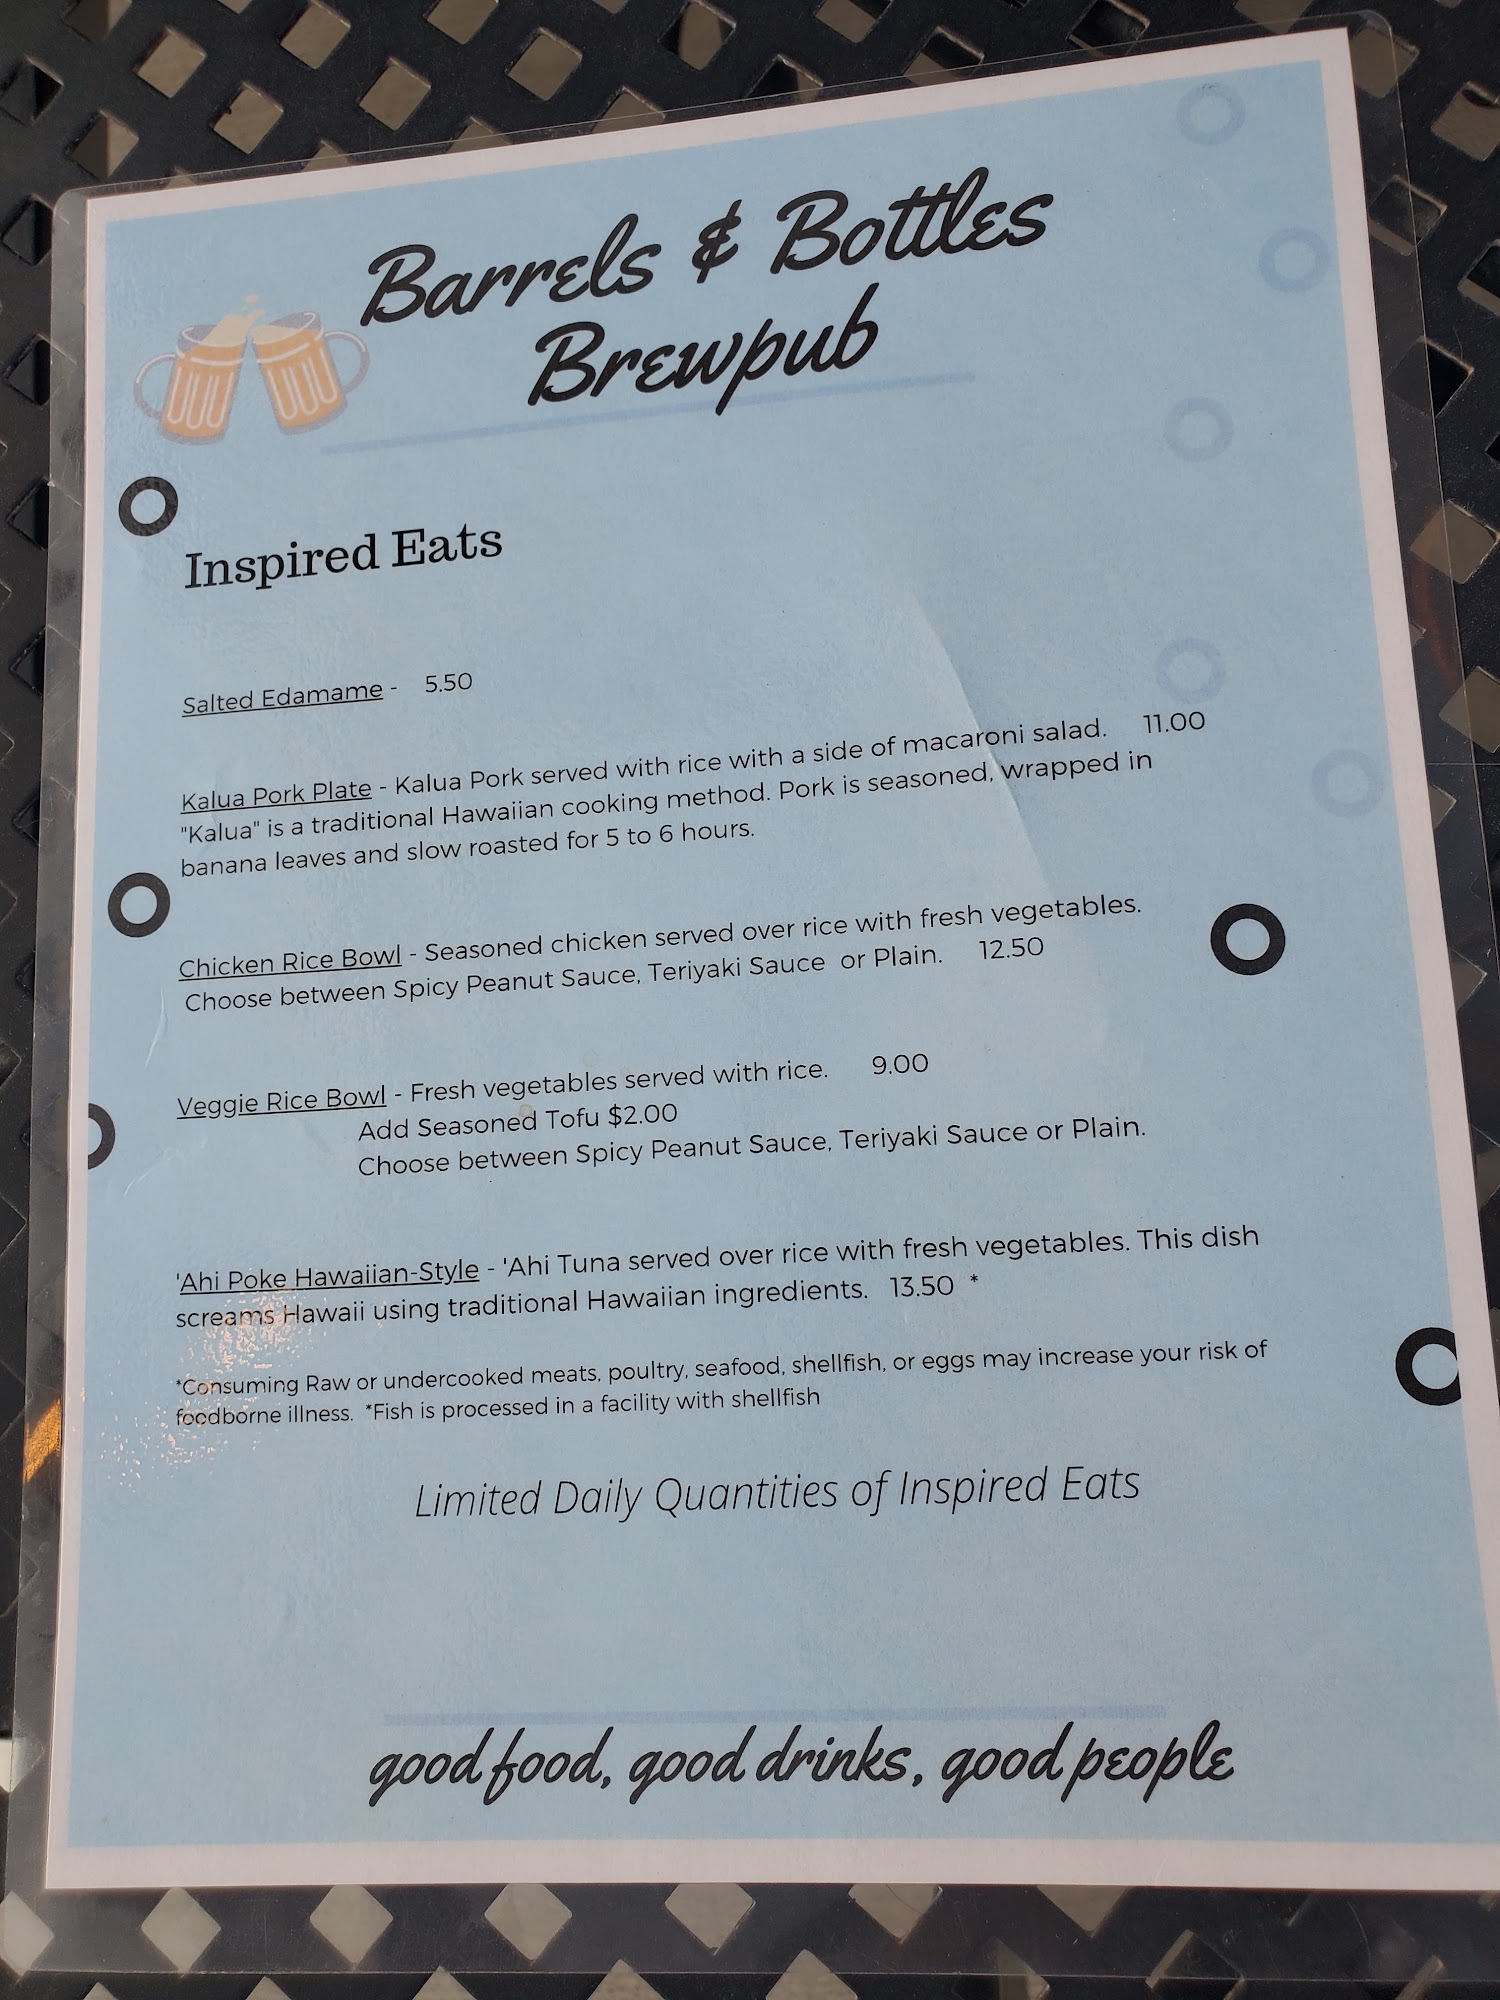 Barrels & Bottles
Brewpub
Inspired Eats
Salted Edamame - 5.50
Kalua Pork Plate - Kalua Pork served with rice with a side of macaroni salad. 11.00
"Kalua" is a traditional Hawaiian cooking method. Pork is seasoned, wrapped in
banana leaves and slow roasted for 5 to 6 hours.
Chicken Rice Bowl - Seasoned chicken served over rice with fresh vegetables.
Choose between Spicy Peanut Sauce, Teriyaki Sauce or Plain. 12.50
Veggie Rice Bowl - Fresh vegetables served with rice. 9.00
Add Seasoned Tofu $2.00
Choose between Spicy Peanut Sauce, Teriyaki Sauce or Plain.
'Ahi Poke Hawaiian-Style - 'Ahi Tuna served over rice with fresh vegetables. This dish
screams Hawaii using traditional Hawaiian ingredients. 13.50 *
*Consuming Raw or undercooked meats, poultry, seafood, shellfish, or eggs may increase your risk of
foodborne illness. *Fish is processed in a facility with shellfish
Limited Daily Quantities of Inspired Eats
good food, good drinks, good people